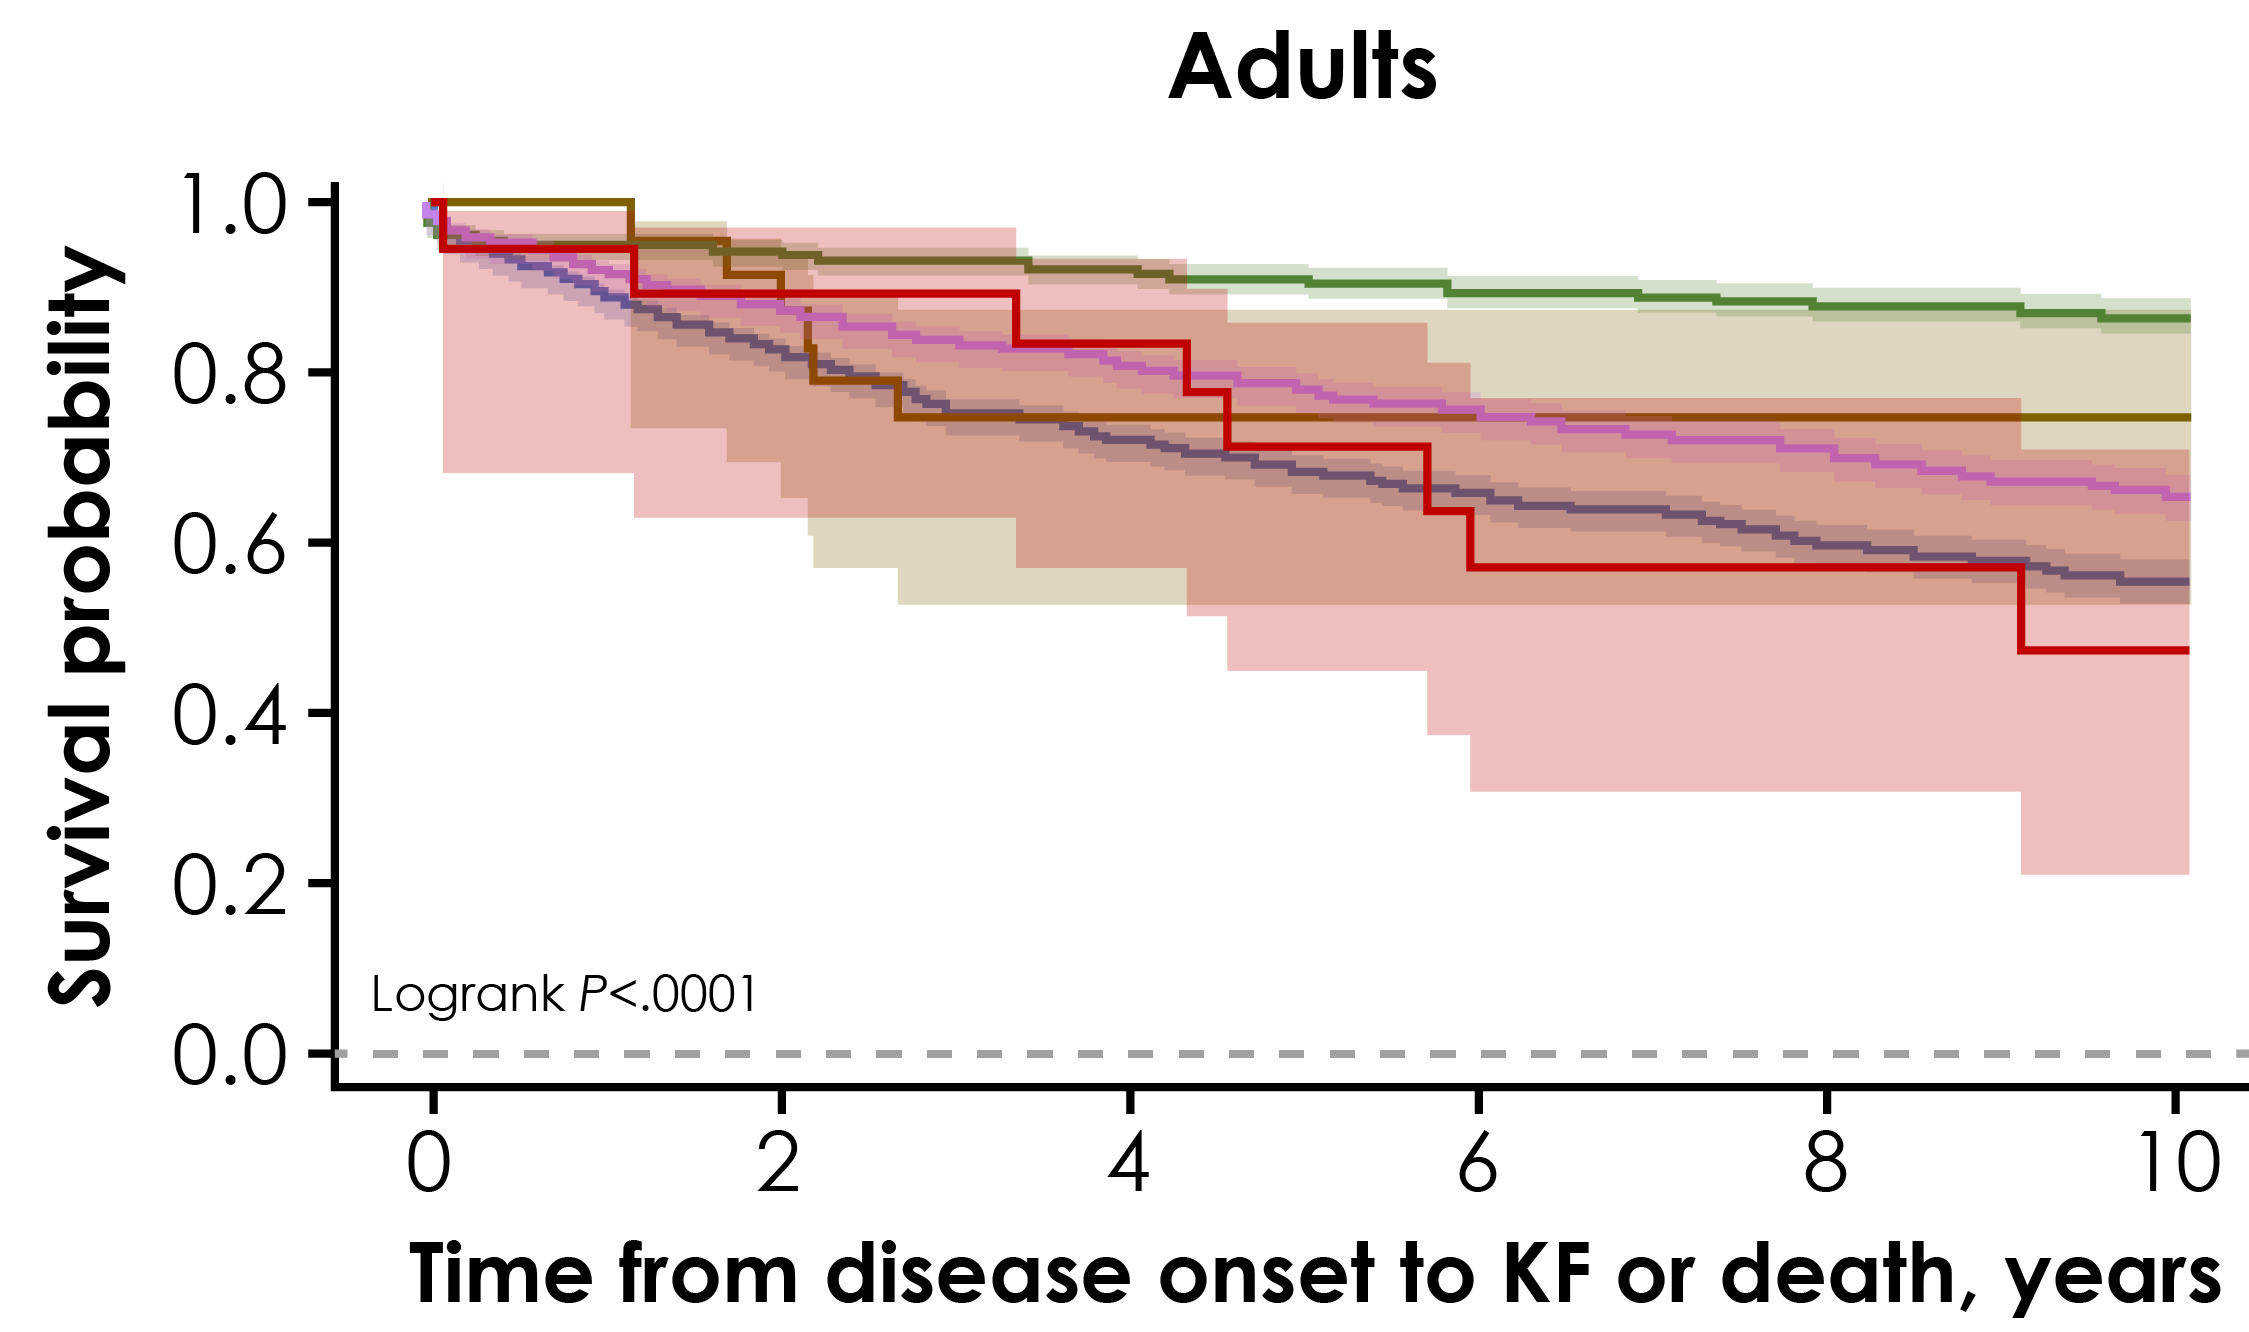 Adults
Survival probability
1.0
0.8
0.6
0.4
0.2
0.0
Logrank P<.0001
0 2 4 6 8 10
Time from disease onset to KF or death, years